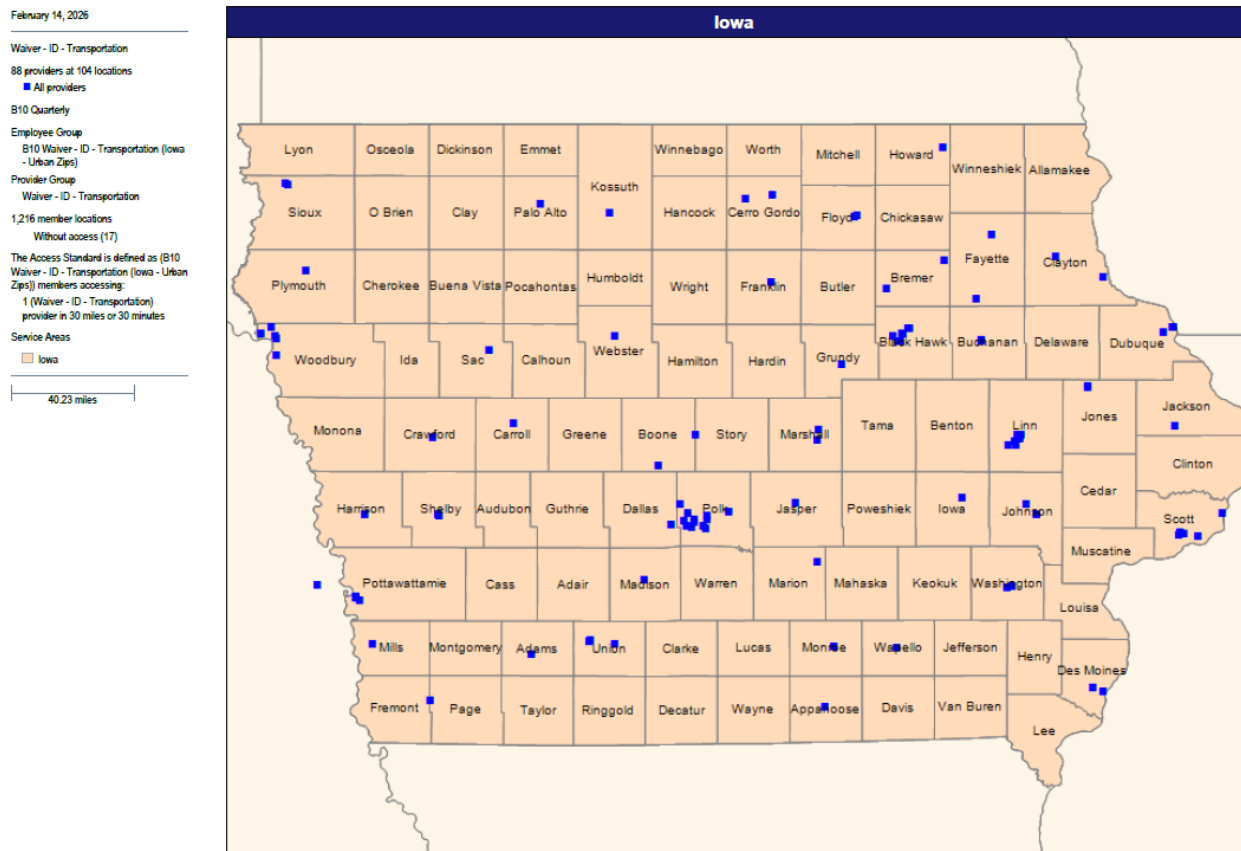 February 14, 2026
Waiver - ID - Transportation
88 providers at 104 locations
All providers
B10 Quarterly
Employee Group
B10 Waiver - ID - Transportation (Iowa
- Urban Zips)
Provider Group
Waiver - ID - Transportation
1,216 member locations
Without access (17)
The Access Standard is defined as (B10
Waiver - ID - Transportation (Iowa - Urban
Zips)) members accessing:
1 (Waiver - ID - Transportation)
provider in 30 miles or 30 minutes
Service Areas
Iowa
40.23 miles
Iowa
Lyon Osceola Dickinson Emmet Winnebago Worth Mitchell Howard Winneshiek Allamakee
Kossuth
Sioux O Brien Clay Palo Alto Hancock Cerro Gordo Floyd Chickasaw
Fayette Clayton
Plymouth Cherokee Buena Vista Pocahontas Humboldt Wright Franklin Butler Bremer
Woodbury Ida Sac Calhoun Webster Hamilton Hardin Grundy Black Hawk Buchanan Delaware Dubuque
Monona Crawford Carroll Greene Boone Story Marshall Tama Benton Linn Jones Jackson
Clinton
Harrison Shelby Audubon Guthrie Dallas Polk Jasper Poweshiek Iowa Johnson Cedar Scott
Muscatine
Pottawattamie Cass Adair Madison Warren Marion Mahaska Keokuk Washington Louisa
Mills Montgomery Adams Union Clarke Lucas Monroe Wapello Jefferson Henry Des Moines
Fremont Page Taylor Ringgold Decatur Wayne Appanoose Davis Van Buren Lee